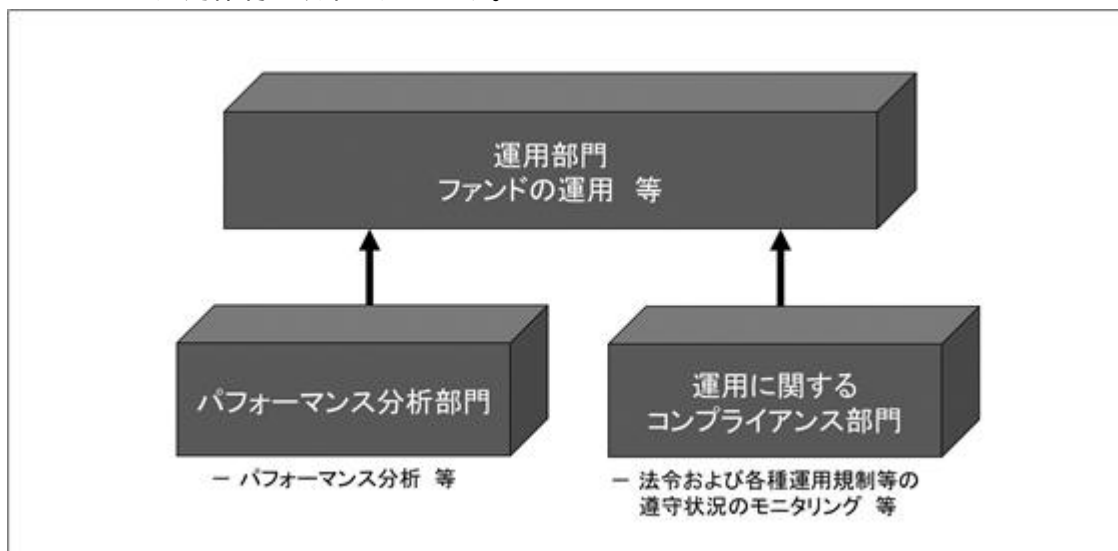 運用部門
ファンドの運用 等
パフォーマンス分析部門
－ パフォーマンス分析 等
運用に関する
コンプライアンス部門
－ 法令および各種運用規制等の
遵守状況のモニタリング 等